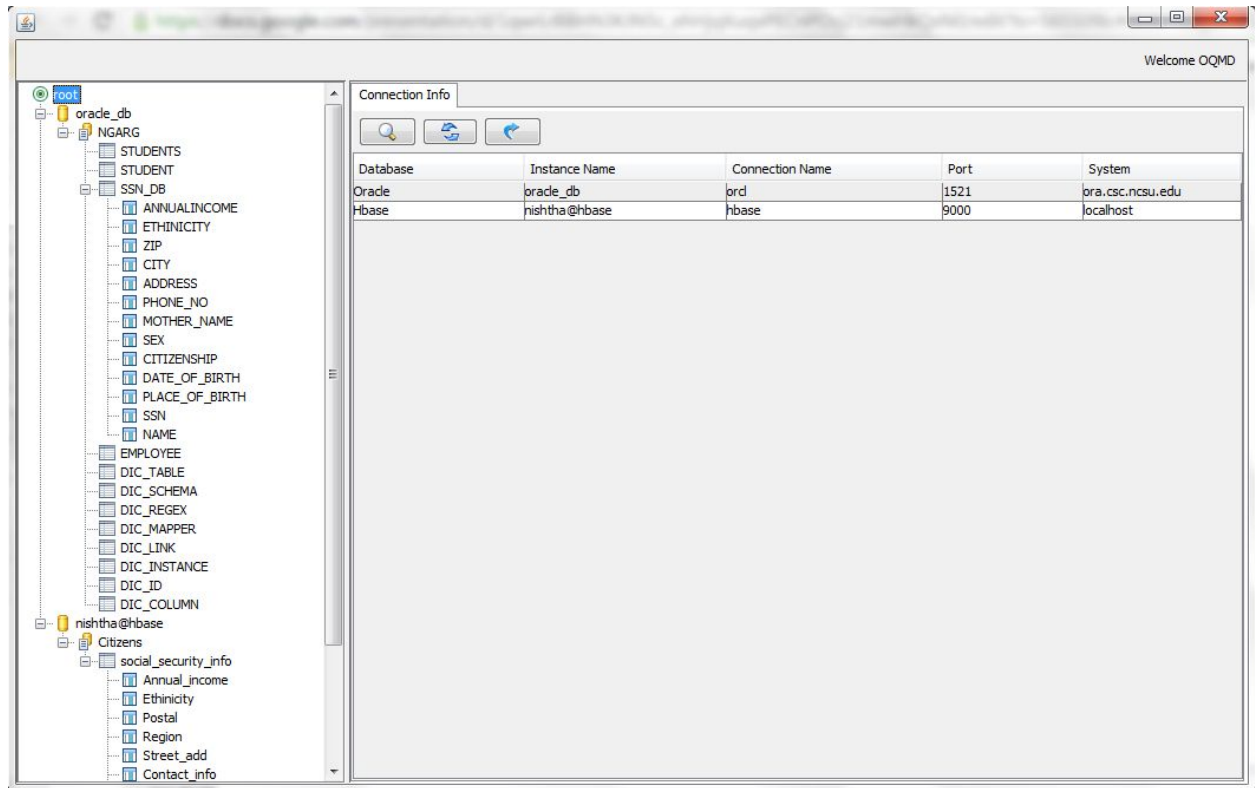 Welcome OQMD
root
oracle_db
NGARG
STUDENTS
STUDENT
SSN_DB
ANNUALINCOME
ETHINICITY
ZIP
CITY
ADDRESS
PHONE_NO
MOTHER_NAME
SEX
CITIZENSHIP
DATE_OF_BIRTH
PLACE_OF_BIRTH
SSN
NAME
EMPLOYEE
DIC_TABLE
DIC_SCHEMA
DIC_REGEX
DIC_MAPPER
DIC_LINK
DIC_INSTANCE
DIC_ID
DIC_COLUMN
nishtha@hbase
Citizens
social_security_info
Annual_income
Ethinicity
Postal
Region
Street_add
Contact_info
Connection Info
Database Instance Name Connection Name Port System
Oracle oracle_db orcl 1521 ora.csc.ncsu.edu
Hbase nishtha@hbase hbase 9000 localhost